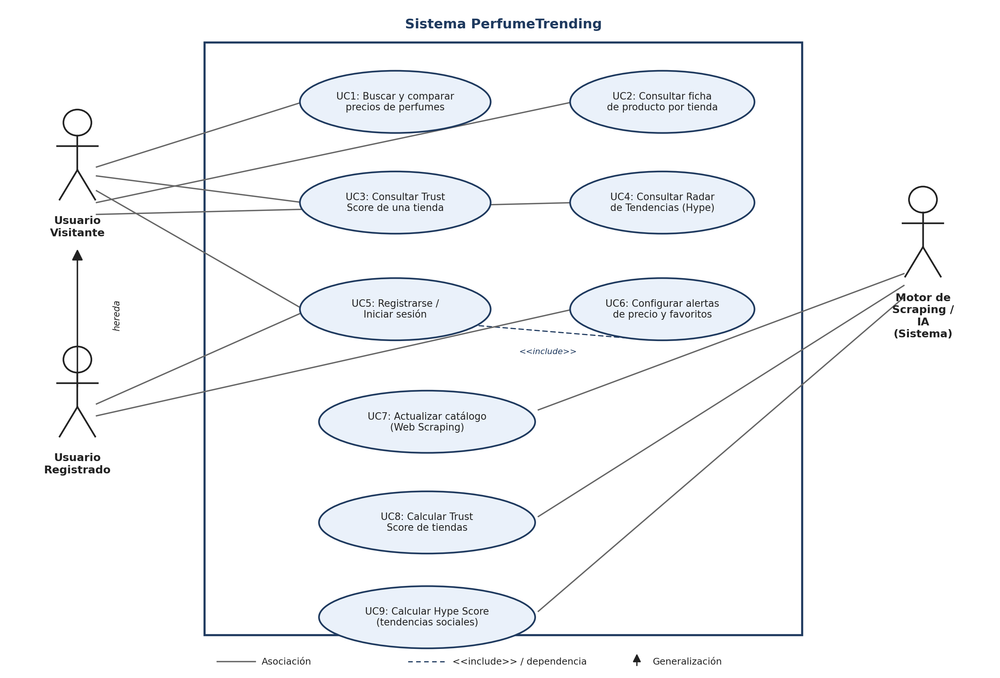 Sistema PerfumeTrending
UC1: Buscar y comparar
precios de perfumes
UC2: Consultar ficha
de producto por tienda
UC3: Consultar Trust
Score de una tienda
UC4: Consultar Radar
de Tendencias (Hype)
Usuario
Visitante
hereda
UC5: Registrarse /
Iniciar sesión
UC6: Configurar alertas
de precio y favoritos
<<include>>
Motor de
Scraping /
IA
(Sistema)
Usuario
Registrado
UC7: Actualizar catálogo
(Web Scraping)
UC8: Calcular Trust
Score de tiendas
UC9: Calcular Hype Score
(tendencias sociales)
Asociación
<<include>> / dependencia
Generalización